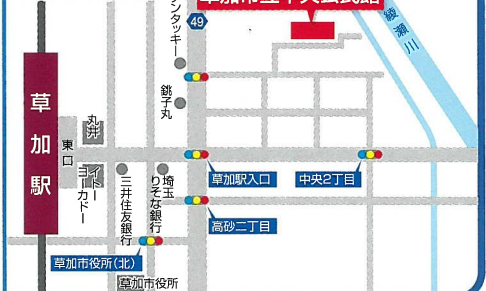 草加市立中央公民館
ンタッキー
49
綾瀬川
銚子丸
草加駅
東口
丸井
イトーヨーカドー
三井住友銀行
埼玉りそな銀行
草加駅入口
中央2丁目
高砂二丁目
草加市役所(北)
草加市役所